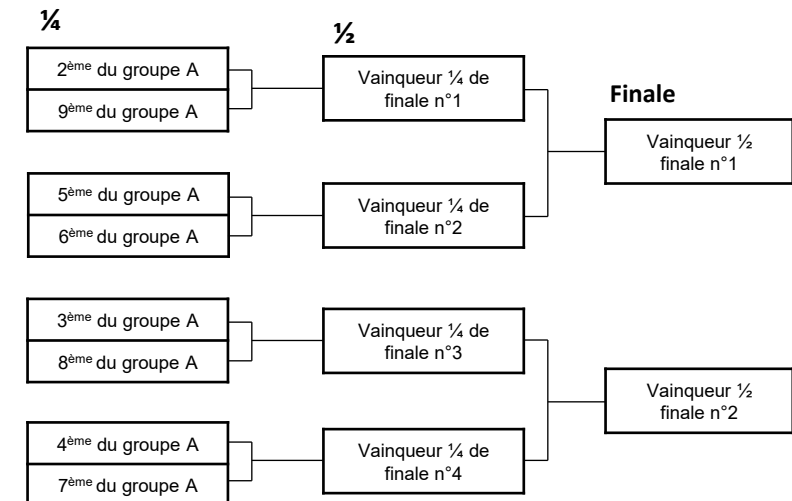 ¼
2ème du groupe A
9ème du groupe A
5ème du groupe A
6ème du groupe A
3ème du groupe A
8ème du groupe A
4ème du groupe A
7ème du groupe A
½
Vainqueur ¼ de
finale n°1
Vainqueur ¼ de
finale n°2
Vainqueur ¼ de
finale n°3
Vainqueur ¼ de
finale n°4
Finale
Vainqueur ½
finale n°1
Vainqueur ½
finale n°2